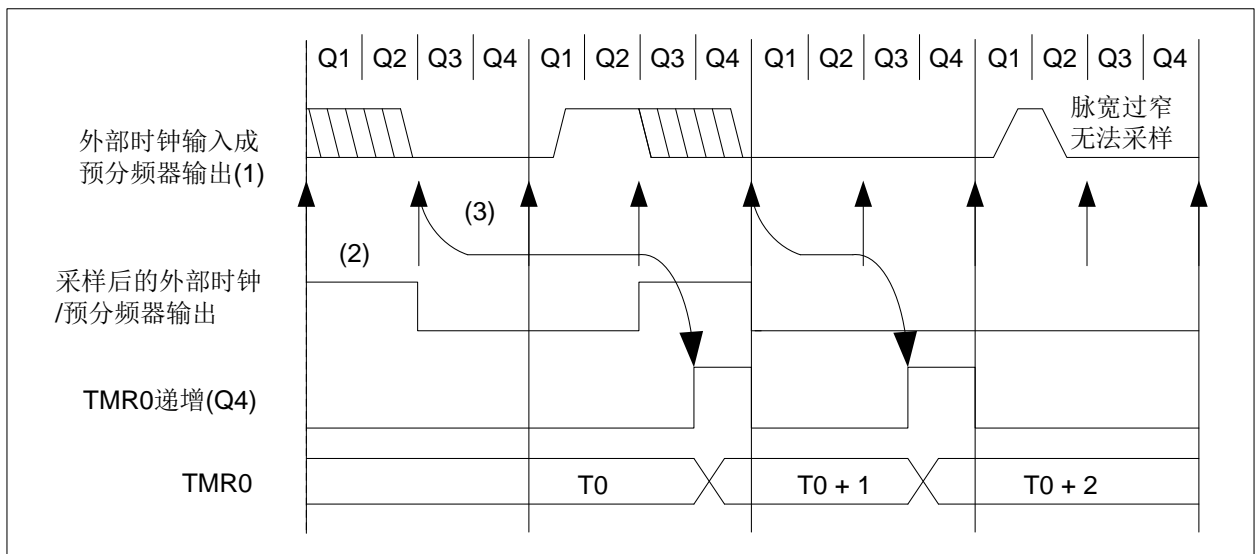 Q1 Q2 Q3 Q4 Q1 Q2 Q3 Q4 Q1 Q2 Q3 Q4 Q1 Q2 Q3 Q4
外部时钟输入成
预分频器输出(1)
脉宽过窄
无法采样
(3)
(2)
采样后的外部时钟
/预分频器输出
TMR0递增(Q4)
TMR0
T0
T0 + 1
T0 + 2